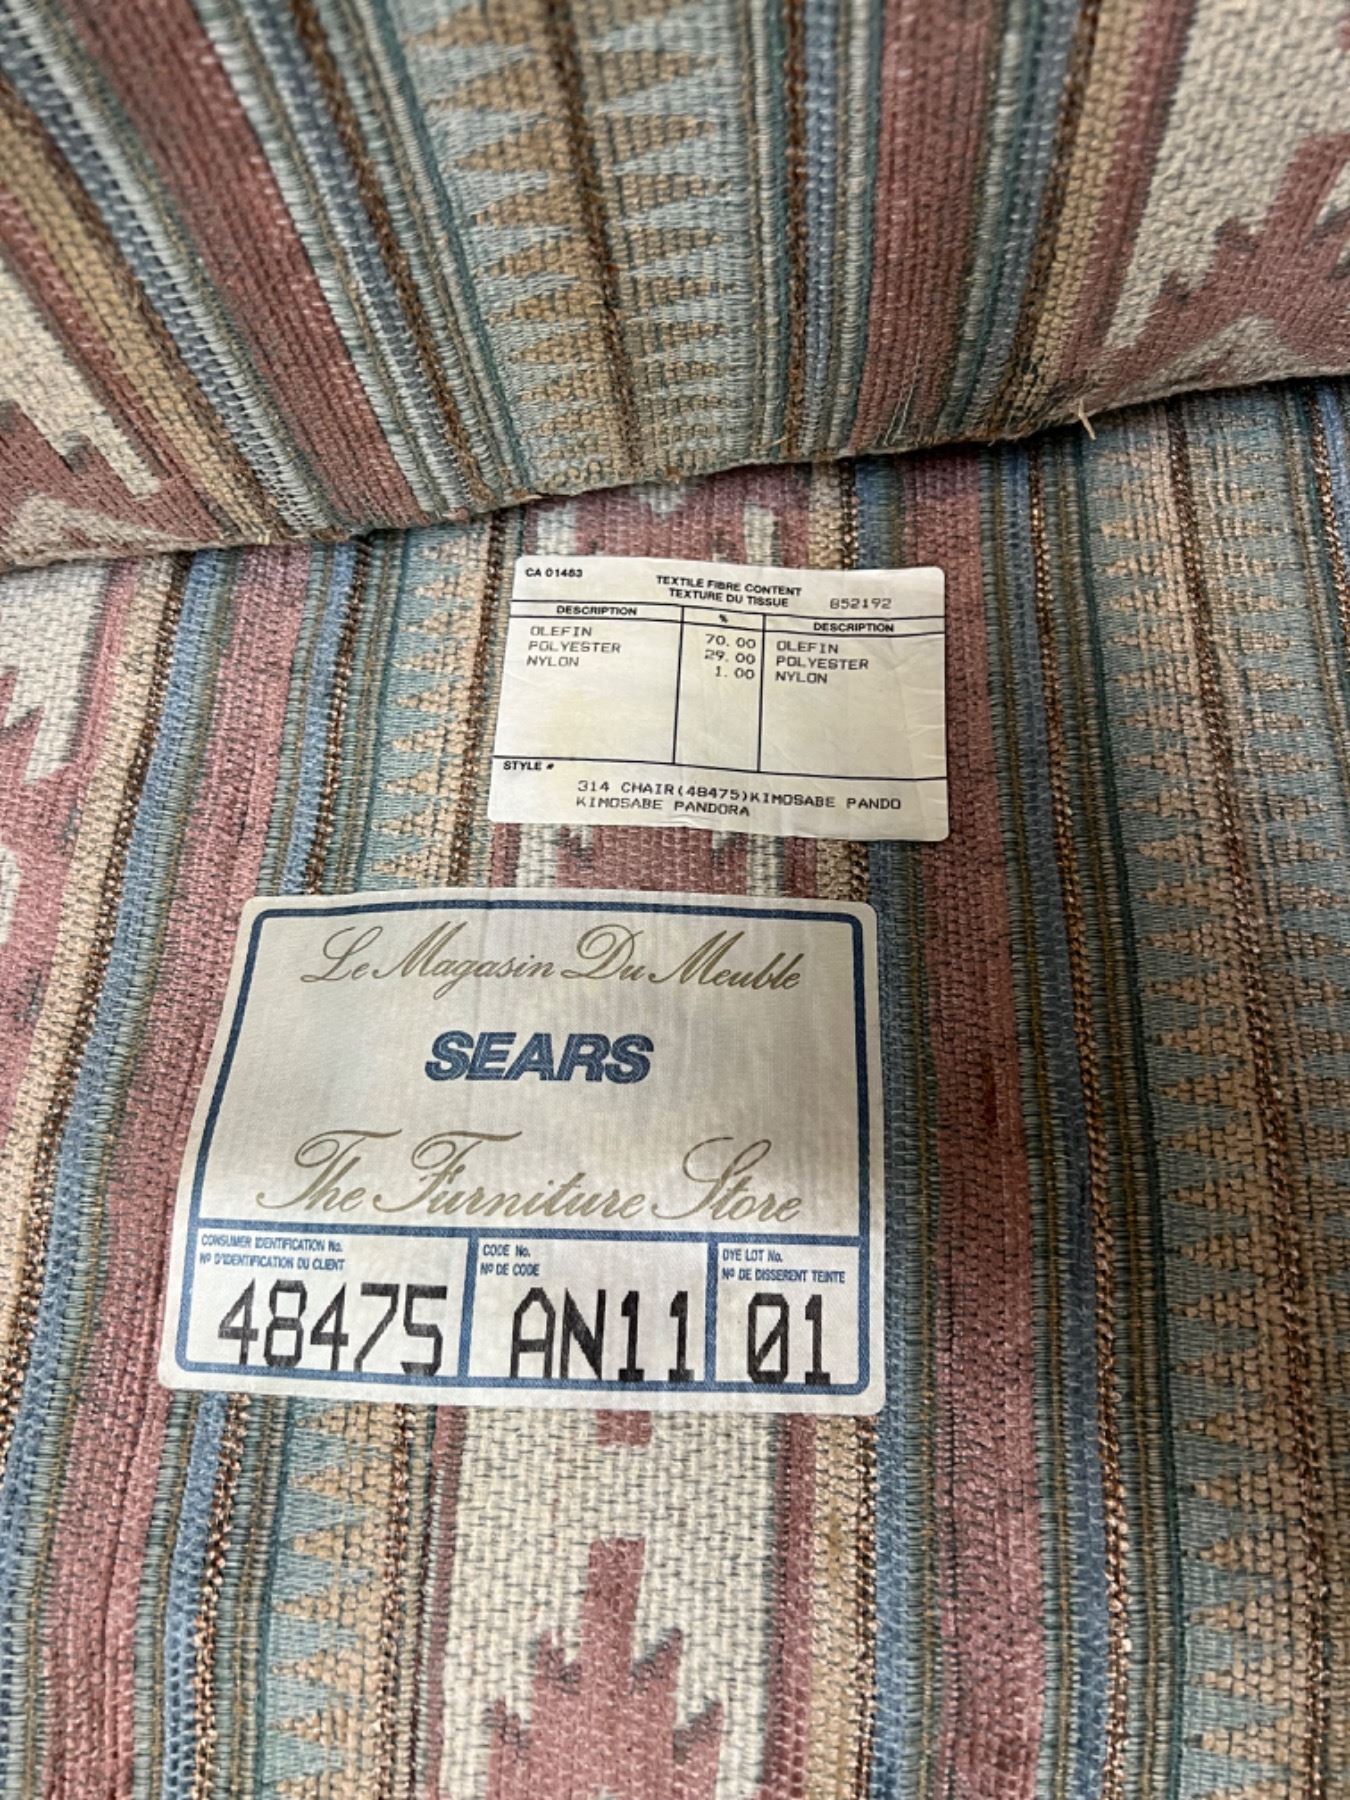 CA 01463
TEXTILE FIBRE CONTENT
TEXTURE DU TISSUE 852192
DESCRIPTION % DESCRIPTION
OLEFIN 70.00 OLEFIN
POLYESTER 29.00 POLYESTER
NYLON 1.00 NYLON
STYLE #
314 CHAIR(48475)KIMOSABE PANDO
KIMOSABE PANDORA
Le Magasin Du Meuble
SEARS
The Furniture Store
CONSUMER IDENTIFICATION No. CODE No. DYE LOT No.
Nº D'IDENTIFICATION DU CLIENT Nº DE CODE Nº DE DISSERENT TEINTE
48475 AN11 01